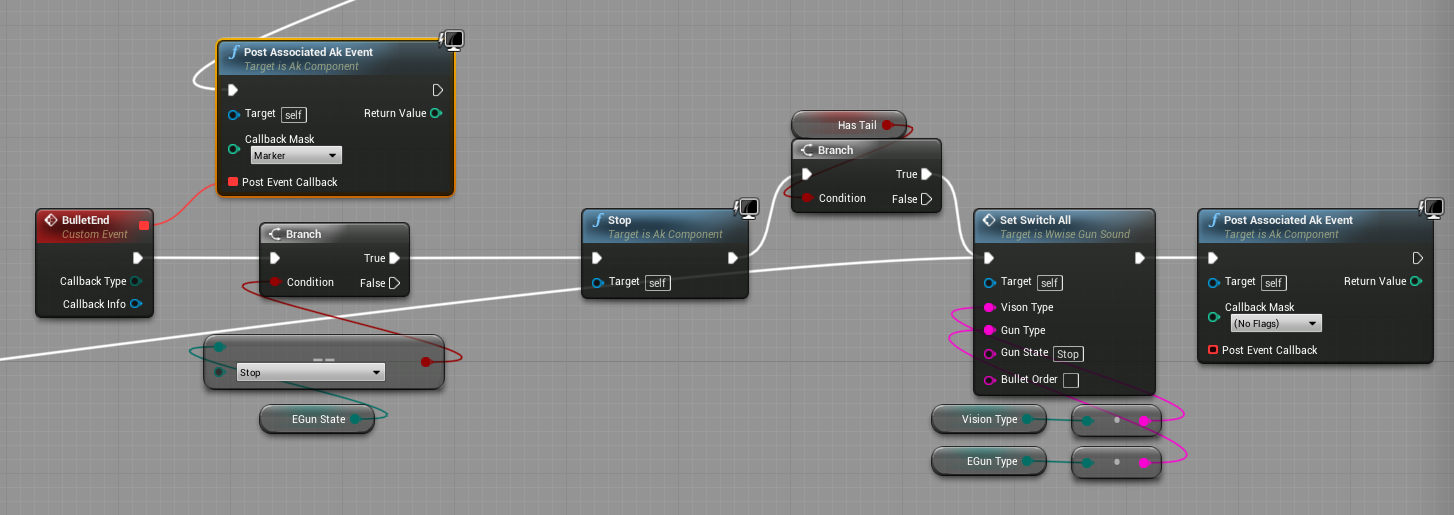 Post Associated Ak Event
Target is Ak Component
Target self
Return Value
Callback Mask
Marker
Post Event Callback
BulletEnd
Custom Event
Callback Type
Callback Info
Branch
True
Condition
False
==
Stop
EGun State
Stop
Target is Ak Component
Target self
Has Tail
Branch
True
Condition
False
Set Switch All
Target is Wwise Gun Sound
Target self
Vison Type
Gun Type
Gun State Stop
Bullet Order
Vision Type
EGun Type
Post Associated Ak Event
Target is Ak Component
Target self
Return Value
Callback Mask
(No Flags)
Post Event Callback